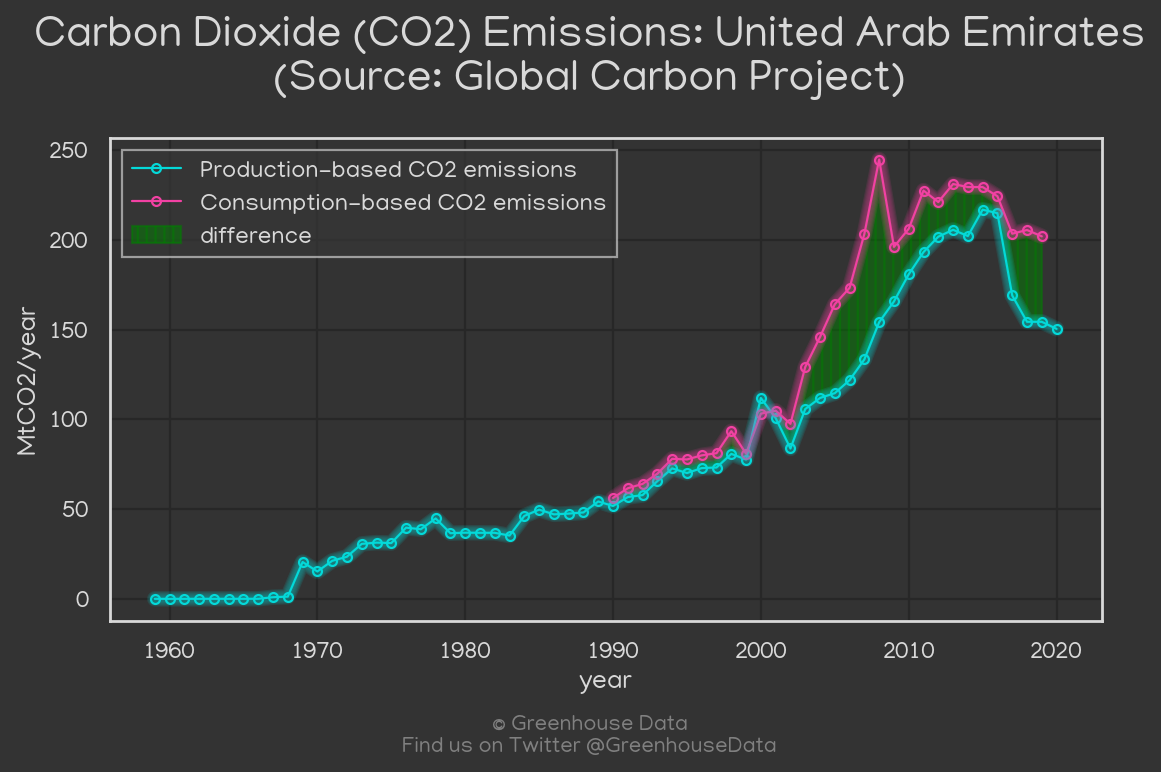 Carbon Dioxide (CO2) Emissions: United Arab Emirates
(Source: Global Carbon Project)
250
200
150
100
50
0
MtCO2/year
Production-based CO2 emissions
Consumption-based CO2 emissions
difference
1960 1970 1980 1990 2000 2010 2020
year
© Greenhouse Data
Find us on Twitter @GreenhouseData